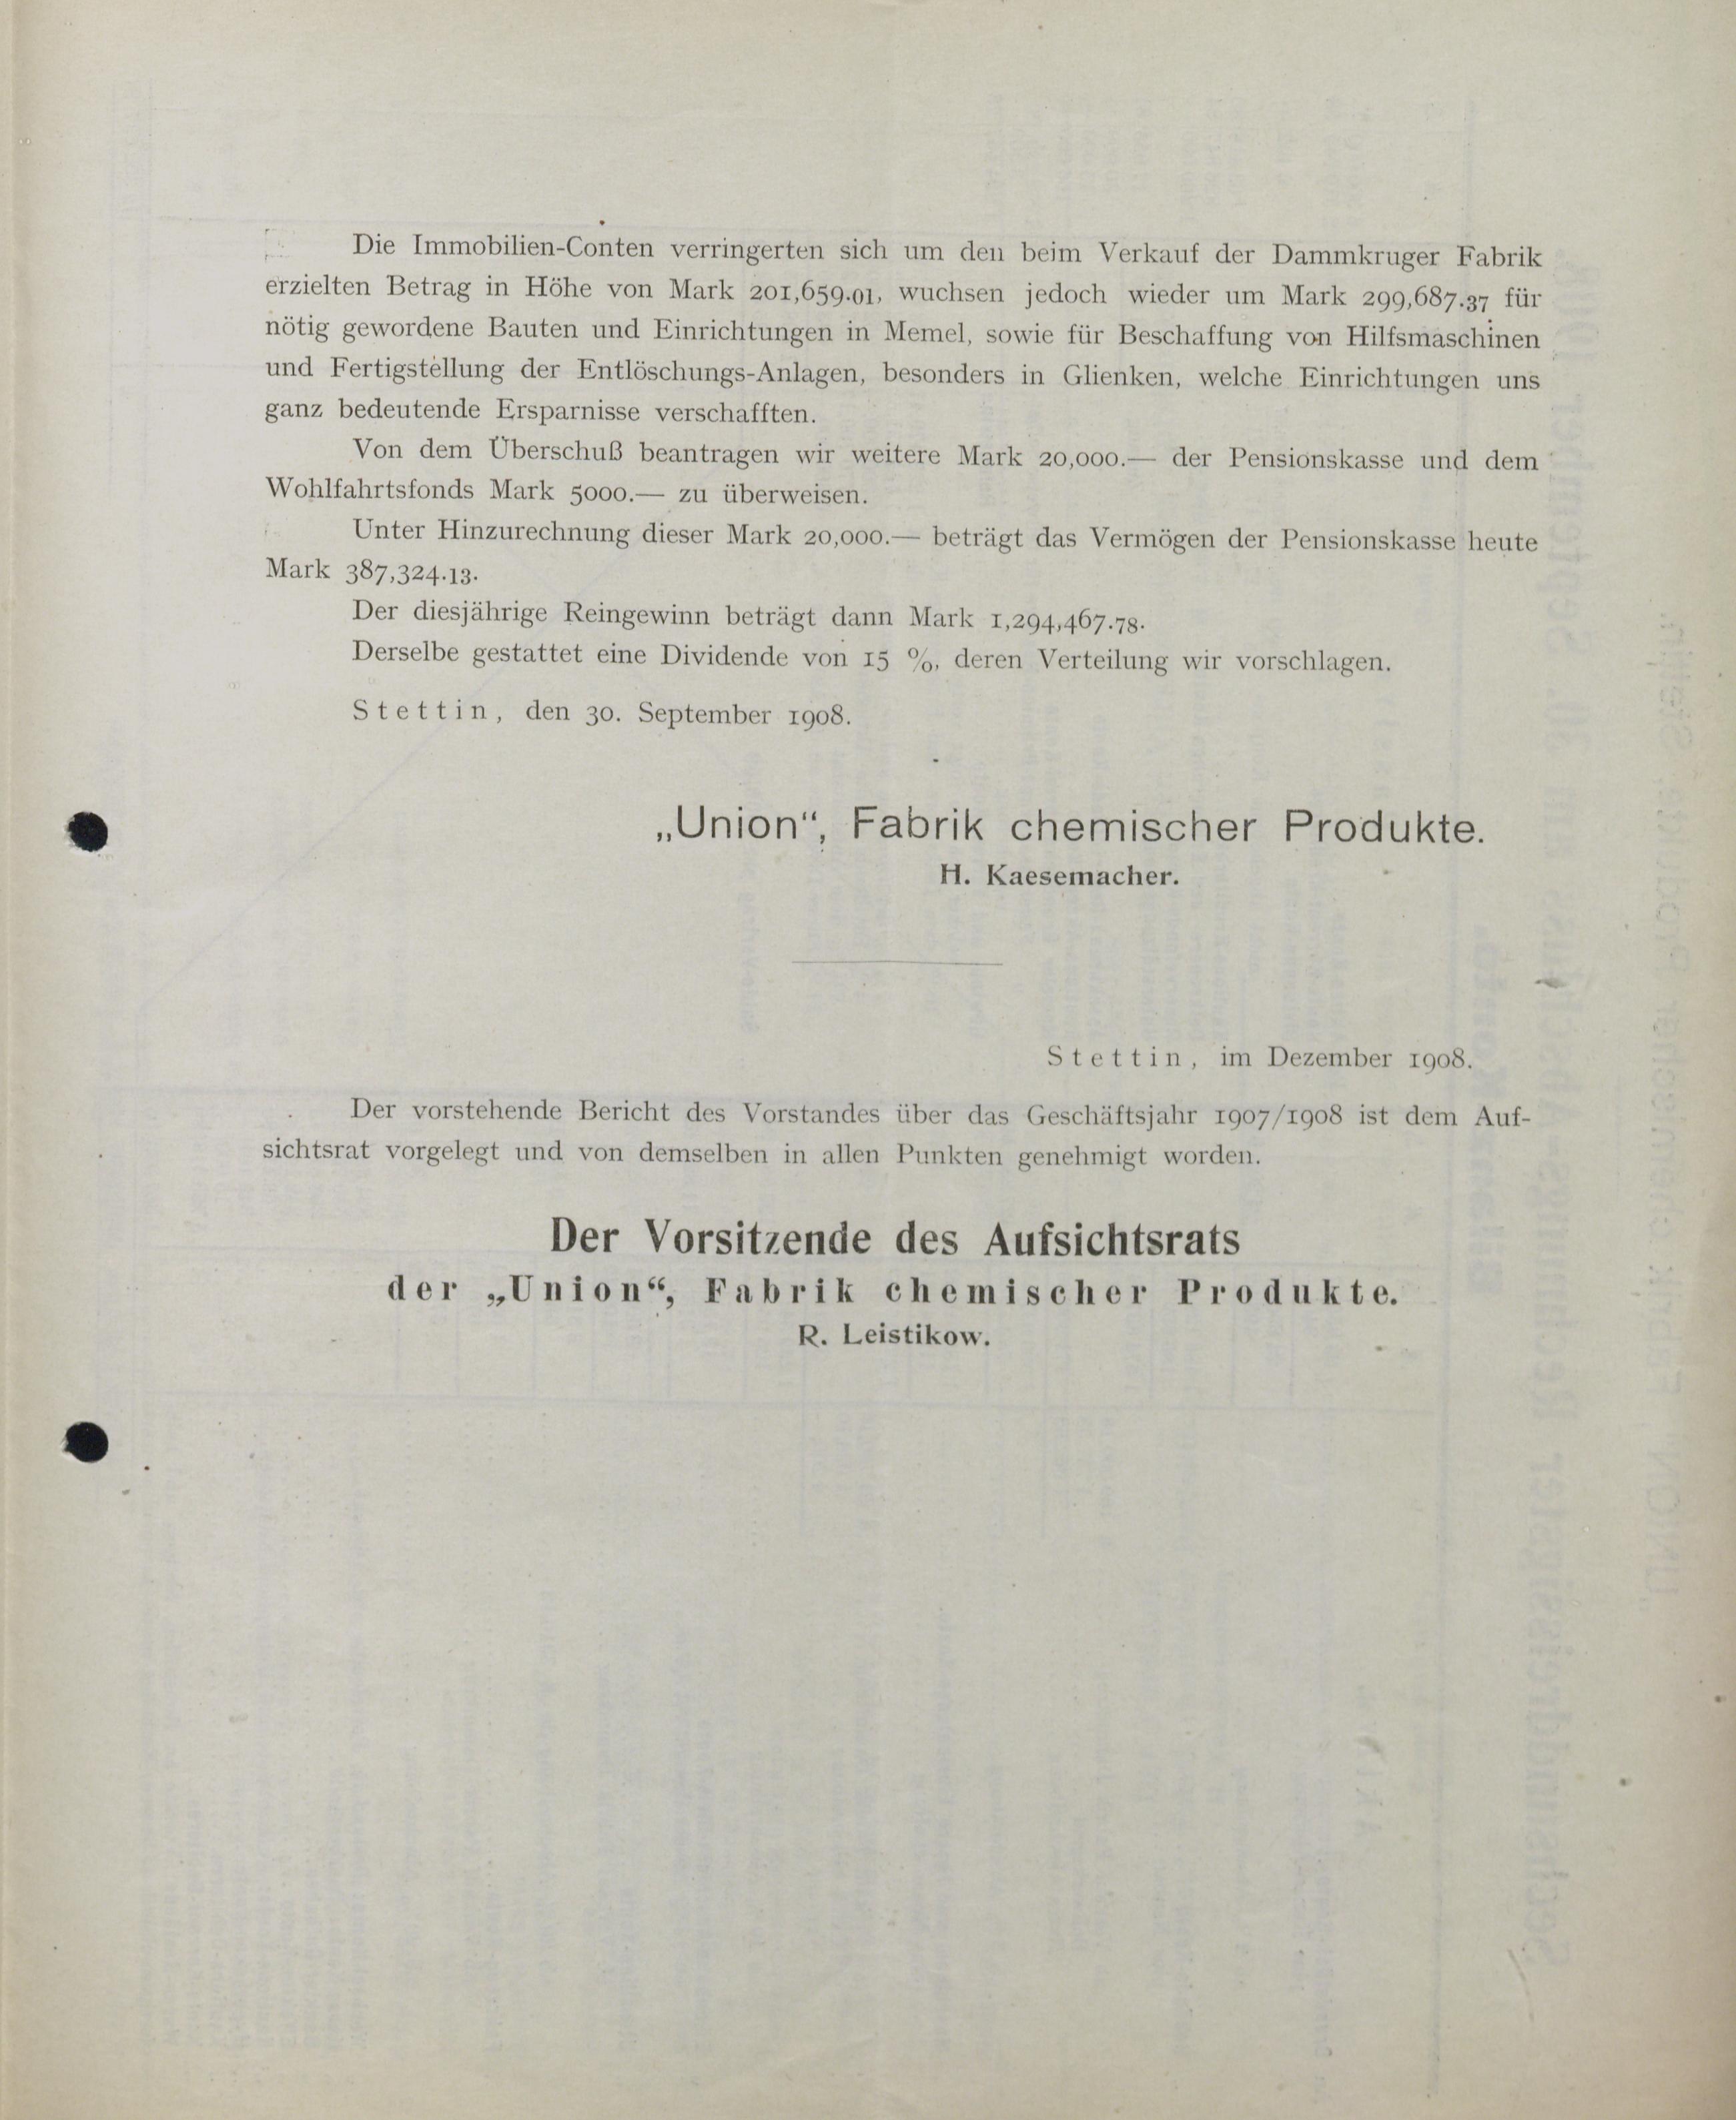 Die Immobilien-Conten verringerten sich um den beim Verkauf der Dammkruger Fabrik
erzielten Betrag in Höhe von Mark 201,659.01, wuchsen jedoch wieder um Mark 299,687.37 für
nötig gewordene Bauten und Einrichtungen in Memel, sowie für Beschaffung von Hilfsmaschinen
und Fertigstellung der Entlöschungs-Anlagen, besonders in Glienken, welche Einrichtungen uns
ganz bedeutende Ersparnisse verschafften.
Von dem Überschuß beantragen wir weitere Mark 20,000.— der Pensionskasse und dem
Wohlfahrtsfonds Mark 5000.— zu überweisen.
Unter Hinzurechnung dieser Mark 20,000.— beträgt das Vermögen der Pensionskasse heute
Mark 387,324.13.
Der diesjährige Reingewinn beträgt dann Mark 1,294,467.78.
Derselbe gestattet eine Dividende von 15 %, deren Verteilung wir vorschlagen.
Stettin, den 30. September 1908.
„Union“, Fabrik chemischer Produkte.
H. Kaesemacher.
Stettin, im Dezember 1908.
Der vorstehende Bericht des Vorstandes über das Geschäftsjahr 1907/1908 ist dem Auf-
sichtsrat vorgelegt und von demselben in allen Punkten genehmigt worden.
Der Vorsitzende des Aufsichtsrats
der „Union“, Fabrik chemischer Produkte.
R. Leistikow.